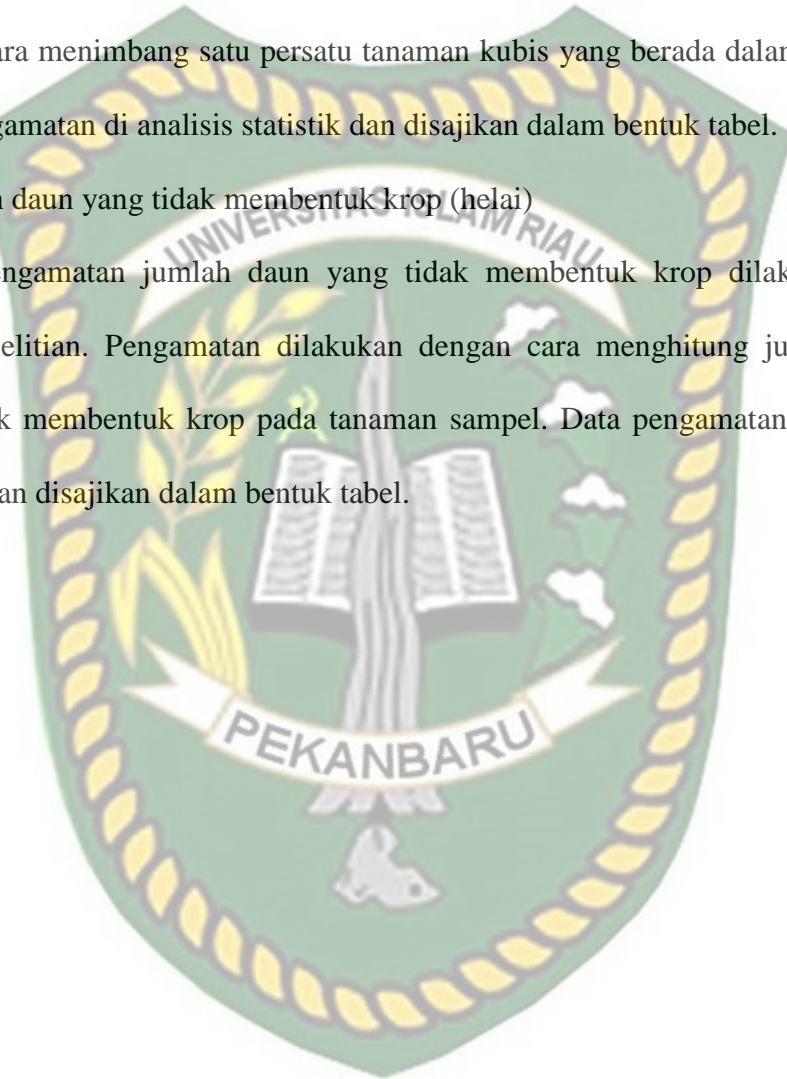 ara menimbang satu persatu tanaman kubis yang berada dalam
gamatan di analisis statistik dan disajikan dalam bentuk tabel.
n daun yang tidak membentuk krop (helai)
UNIVERSITAS ISLAM RIAU
engamatan jumlah daun yang tidak membentuk krop dilak
elitian. Pengamatan dilakukan dengan cara menghitung ju
k membentuk krop pada tanaman sampel. Data pengamatan
an disajikan dalam bentuk tabel.
PEKANBARU